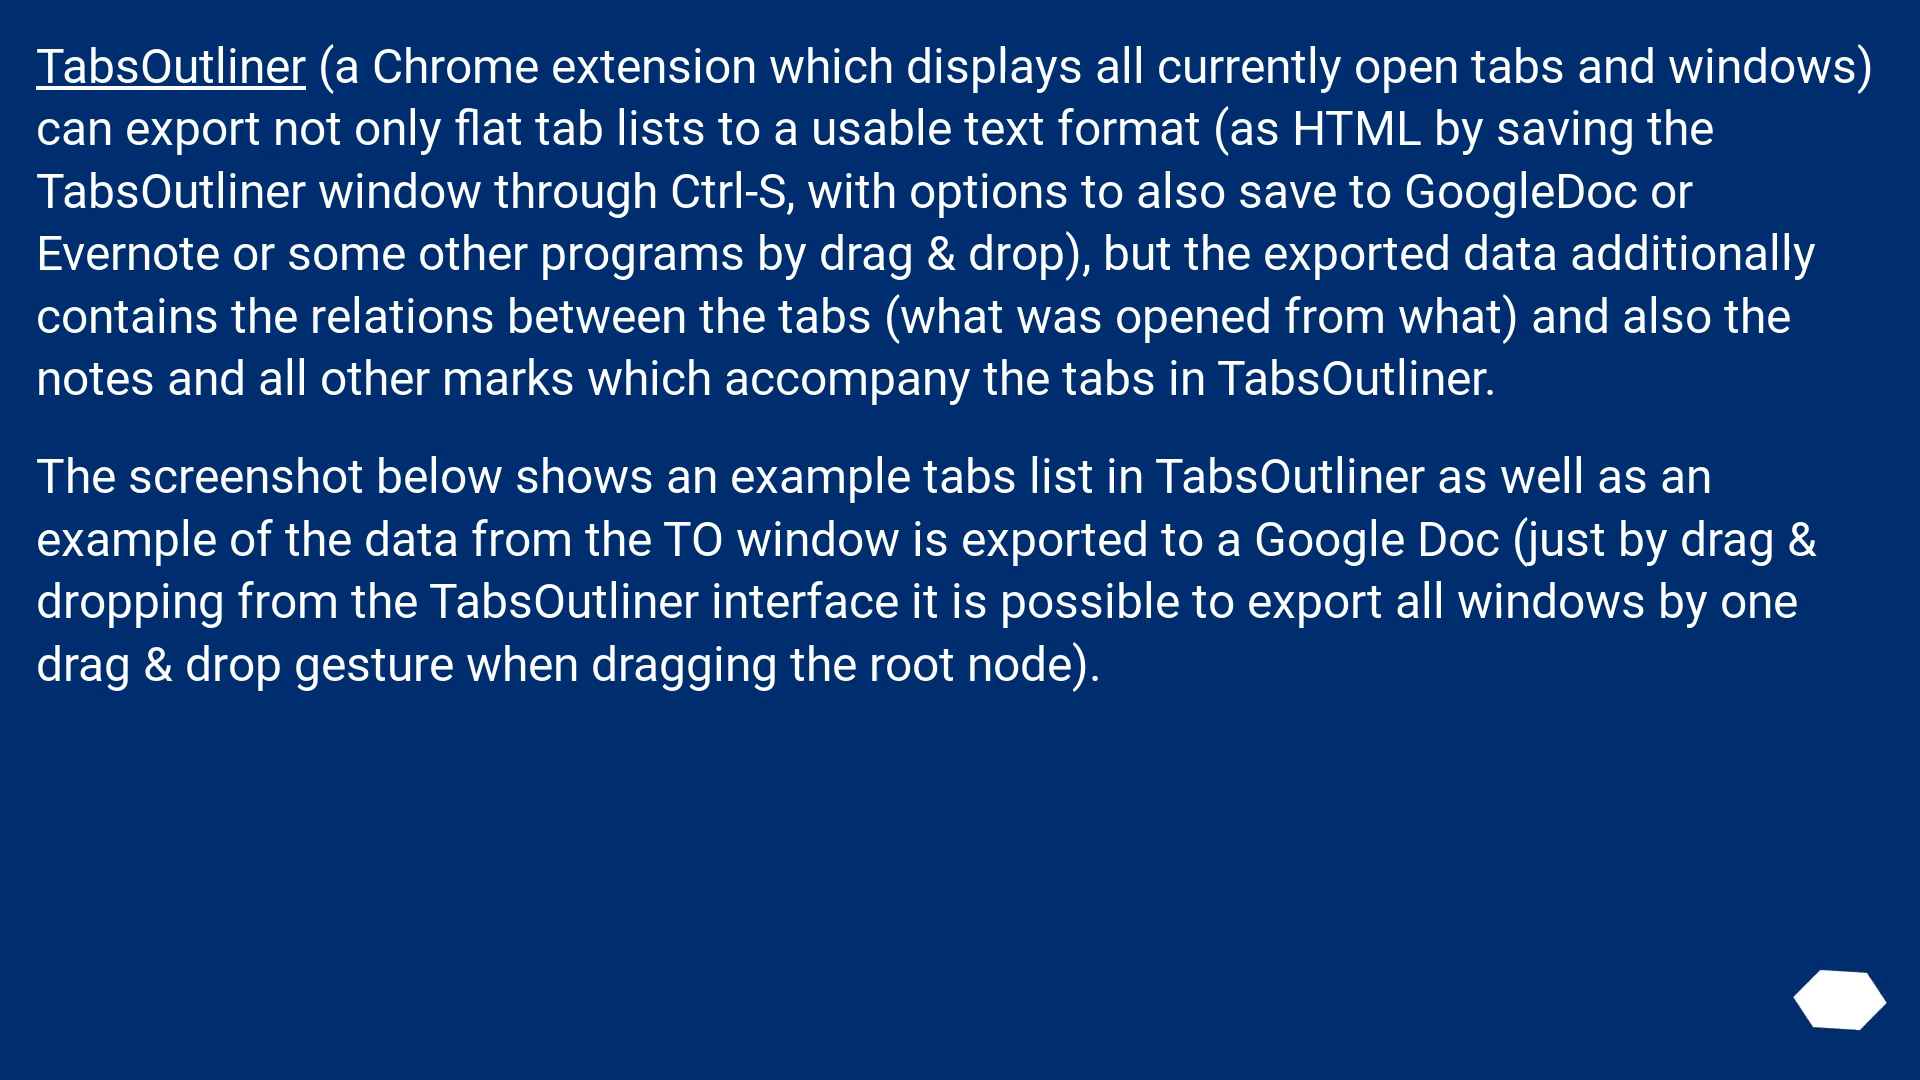 TabsOutliner (a Chrome extension which displays all currently open tabs and windows)
can export not only flat tab lists to a usable text format (as HTML by saving the
TabsOutliner window through Ctrl-S, with options to also save to GoogleDoc or
Evernote or some other programs by drag & drop), but the exported data additionally
contains the relations between the tabs (what was opened from what) and also the
notes and all other marks which accompany the tabs in TabsOutliner.
The screenshot below shows an example tabs list in TabsOutliner as well as an
example of the data from the TO window is exported to a Google Doc (just by drag &
dropping from the TabsOutliner interface it is possible to export all windows by one
drag & drop gesture when dragging the root node).